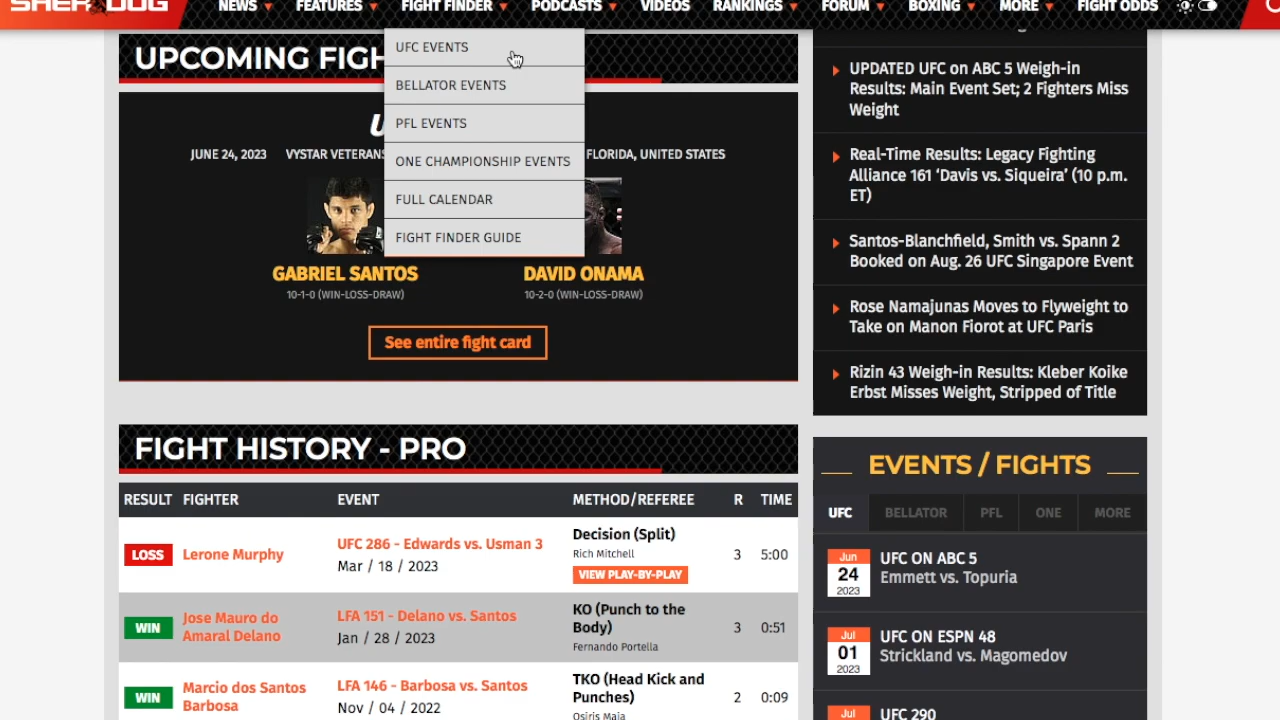 SHERDOG
NEWS
FEATURES
FIGHT FINDER
PODCASTS
VIDEOS
RANKINGS
FORUM
BOXING
MORE
FIGHT ODDS
UPCOMING FIGH
UFC EVENTS
BELLATOR EVENTS
PFL EVENTS
ONE CHAMPIONSHIP EVENTS
FULL CALENDAR
FIGHT FINDER GUIDE
JUNE 24, 2023 VYSTAR VETERANS FLORIDA, UNITED STATES
GABRIEL SANTOS
10-1-0 (WIN-LOSS-DRAW)
DAVID ONAMA
10-2-0 (WIN-LOSS-DRAW)
See entire fight card
FIGHT HISTORY - PRO
RESULT FIGHTER EVENT METHOD/REFEREE R TIME
LOSS
Lerone Murphy
UFC 286 - Edwards vs. Usman 3
Mar / 18 / 2023
Decision (Split)
Rich Mitchell
VIEW PLAY-BY-PLAY
3
5:00
WIN
Jose Mauro do
Amaral Delano
LFA 151 - Delano vs. Santos
Jan / 28 / 2023
KO (Punch to the
Body)
Fernando Portella
3
0:51
WIN
Marcio dos Santos
Barbosa
LFA 146 - Barbosa vs. Santos
Nov / 04 / 2022
TKO (Head Kick and
Punches)
Osiris Maia
2
0:09
UPDATED UFC on ABC 5 Weigh-in
Results: Main Event Set; 2 Fighters Miss
Weight
Real-Time Results: Legacy Fighting
Alliance 161 ‘Davis vs. Siqueira’ (10 p.m.
ET)
Santos-Blanchfield, Smith vs. Spann 2
Booked on Aug. 26 UFC Singapore Event
Rose Namajunas Moves to Flyweight to
Take on Manon Fiorot at UFC Paris
Rizin 43 Weigh-in Results: Kleber Koike
Erbst Misses Weight, Stripped of Title
EVENTS / FIGHTS
UFC BELLATOR PFL ONE MORE
Jun
24
2023
UFC ON ABC 5
Emmett vs. Topuria
Jul
01
2023
UFC ON ESPN 48
Strickland vs. Magomedov
Jul
UFC 290